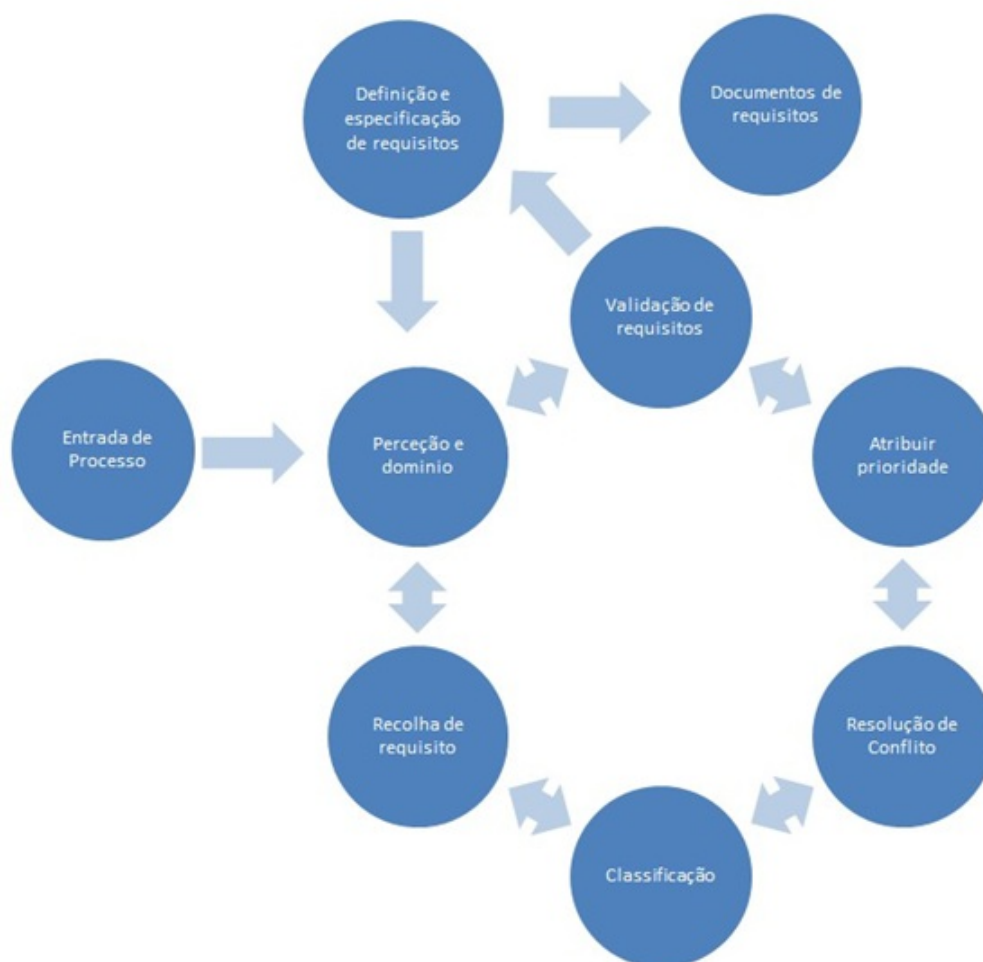 Definição e
especificação
de requisitos
Documentos de
requisitos
Validação de
requisitos
Entrada de
Processo
Perceção e
dominio
Atribuir
prioridade
Recolha de
requisito
Resolução de
Conflito
Classificação